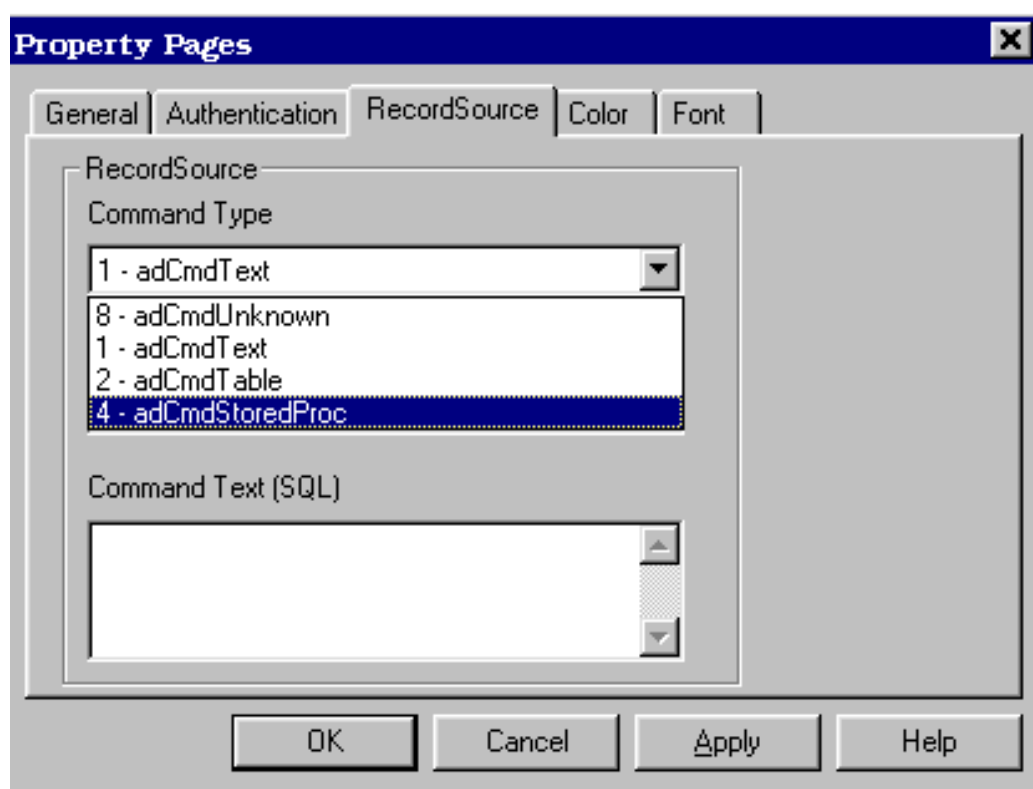 Property Pages
General Authentication RecordSource Color Font
RecordSource
Command Type
1 - adCmdText
8 - adCmdUnknown
1 - adCmdText
2 - adCmdTable
4 - adCmdStoredProc
Command Text (SQL)
OK Cancel Apply Help